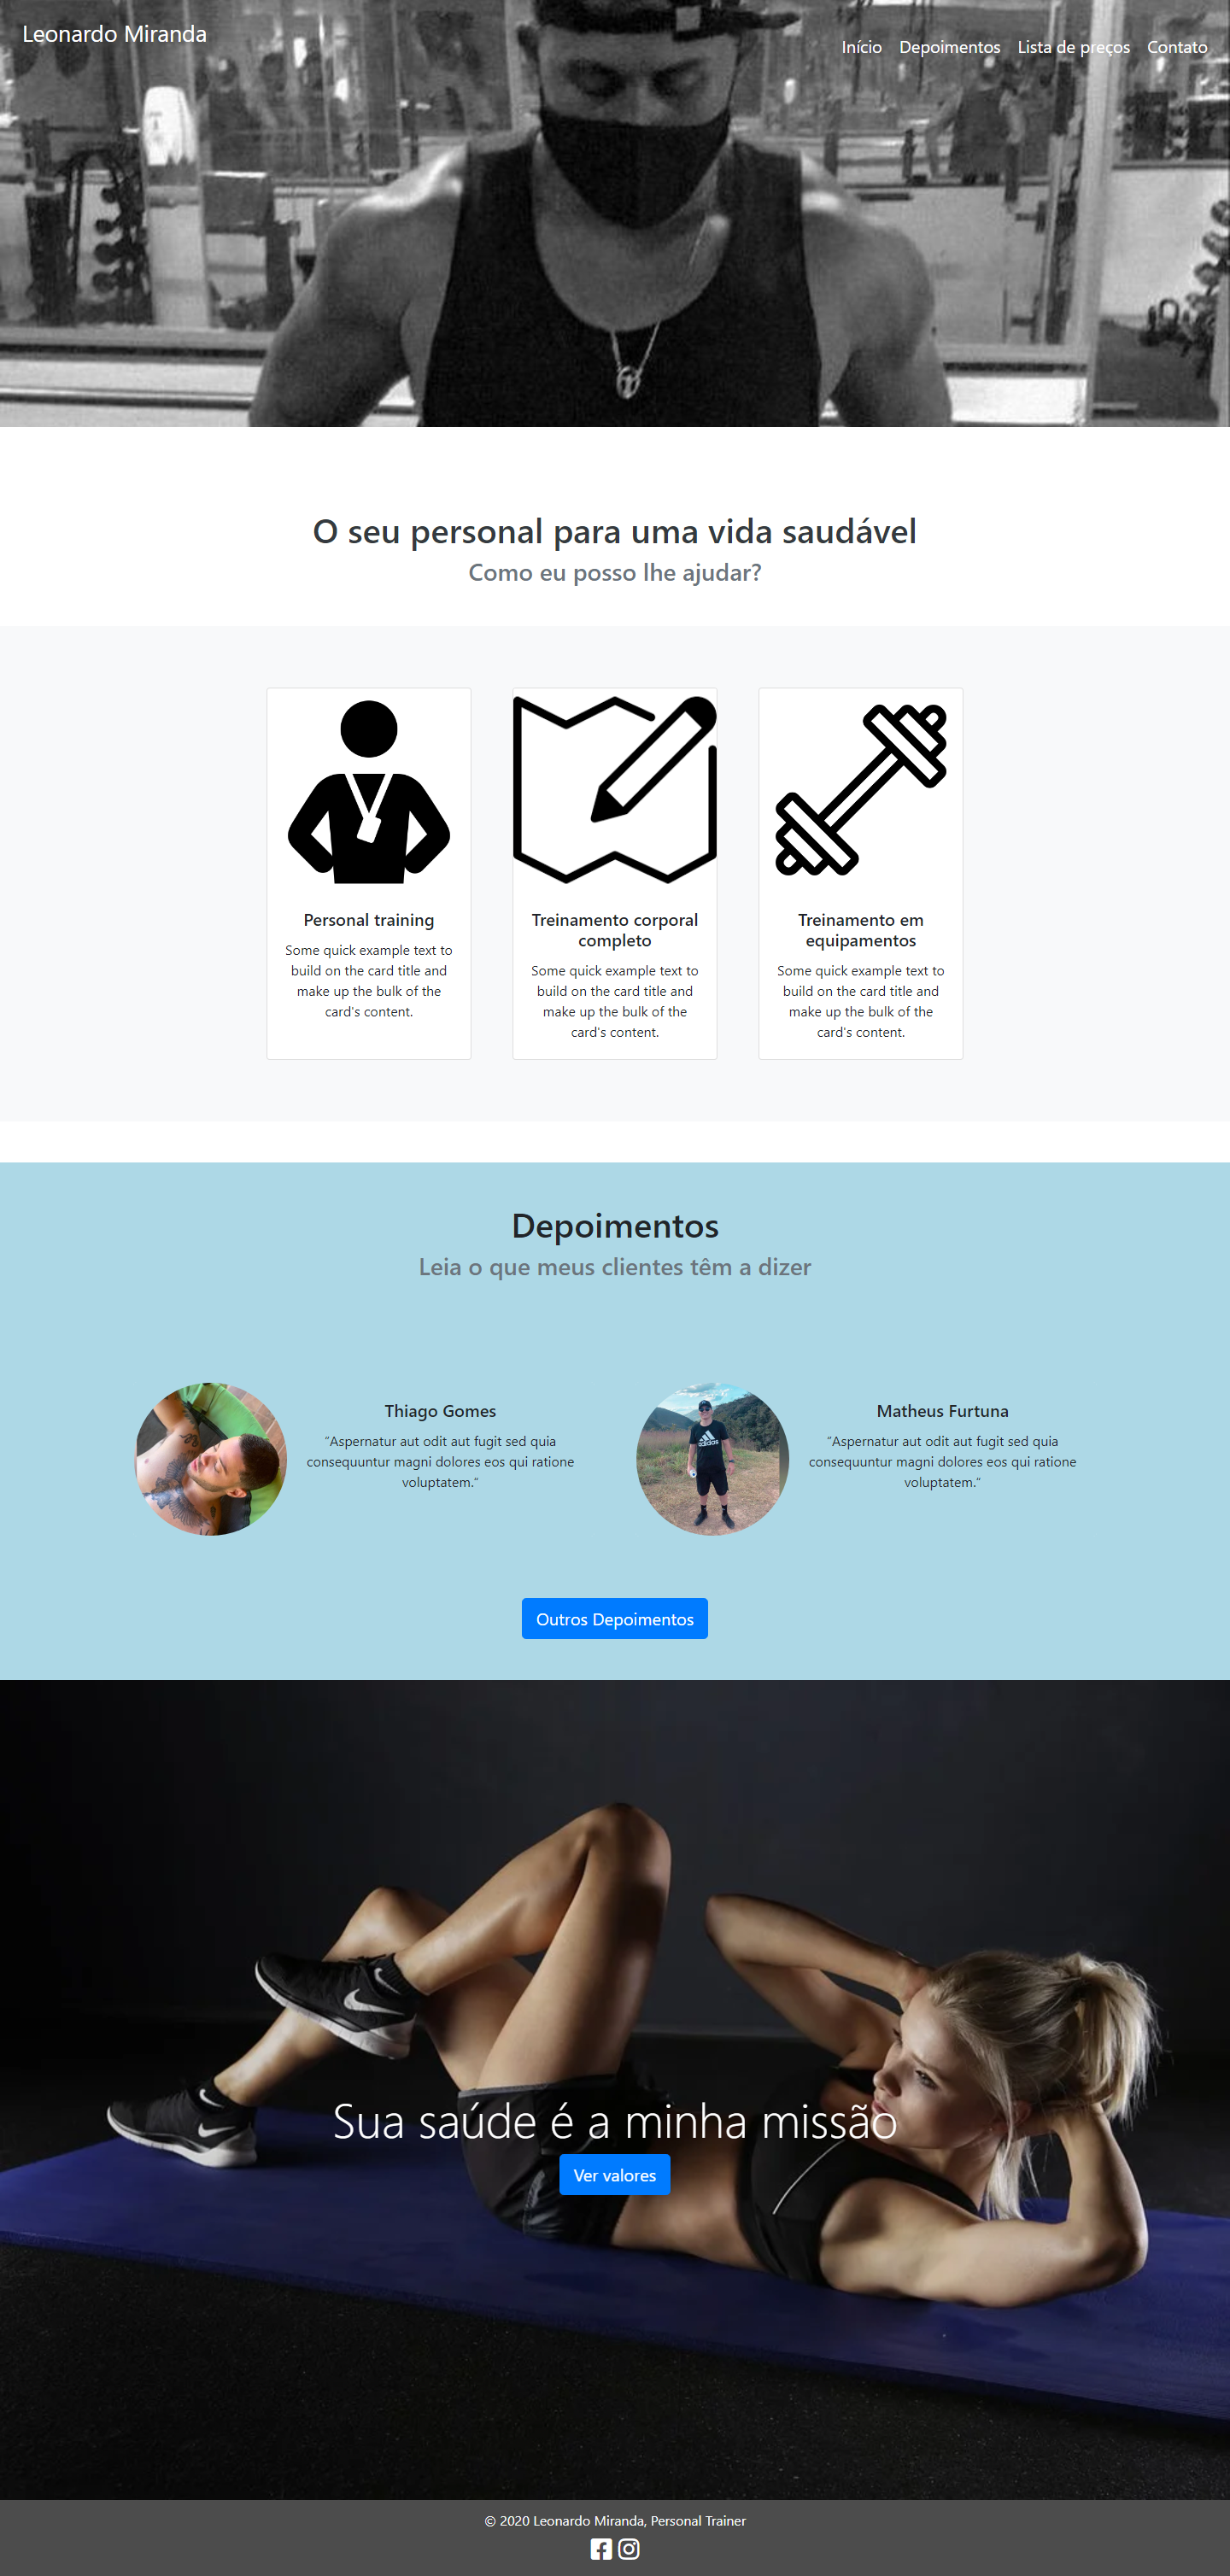 Leonardo Miranda
Início Depoimentos Lista de preços Contato
O seu personal para uma vida saudável
Como eu posso lhe ajudar?
Personal training
Some quick example text to
build on the card title and
make up the bulk of the
card's content.
Treinamento corporal
completo
Some quick example text to
build on the card title and
make up the bulk of the
card's content.
Treinamento em
equipamentos
Some quick example text to
build on the card title and
make up the bulk of the
card's content.
Depoimentos
Leia o que meus clientes têm a dizer
Thiago Gomes
"Aspernatur aut odit aut fugit sed quia
consequuntur magni dolores eos qui ratione
voluptatem."
adidas
Matheus Furtuna
"Aspernatur aut odit aut fugit sed quia
consequuntur magni dolores eos qui ratione
voluptatem."
Outros Depoimentos
Sua saúde é a minha missão
Ver valores
© 2020 Leonardo Miranda, Personal Trainer